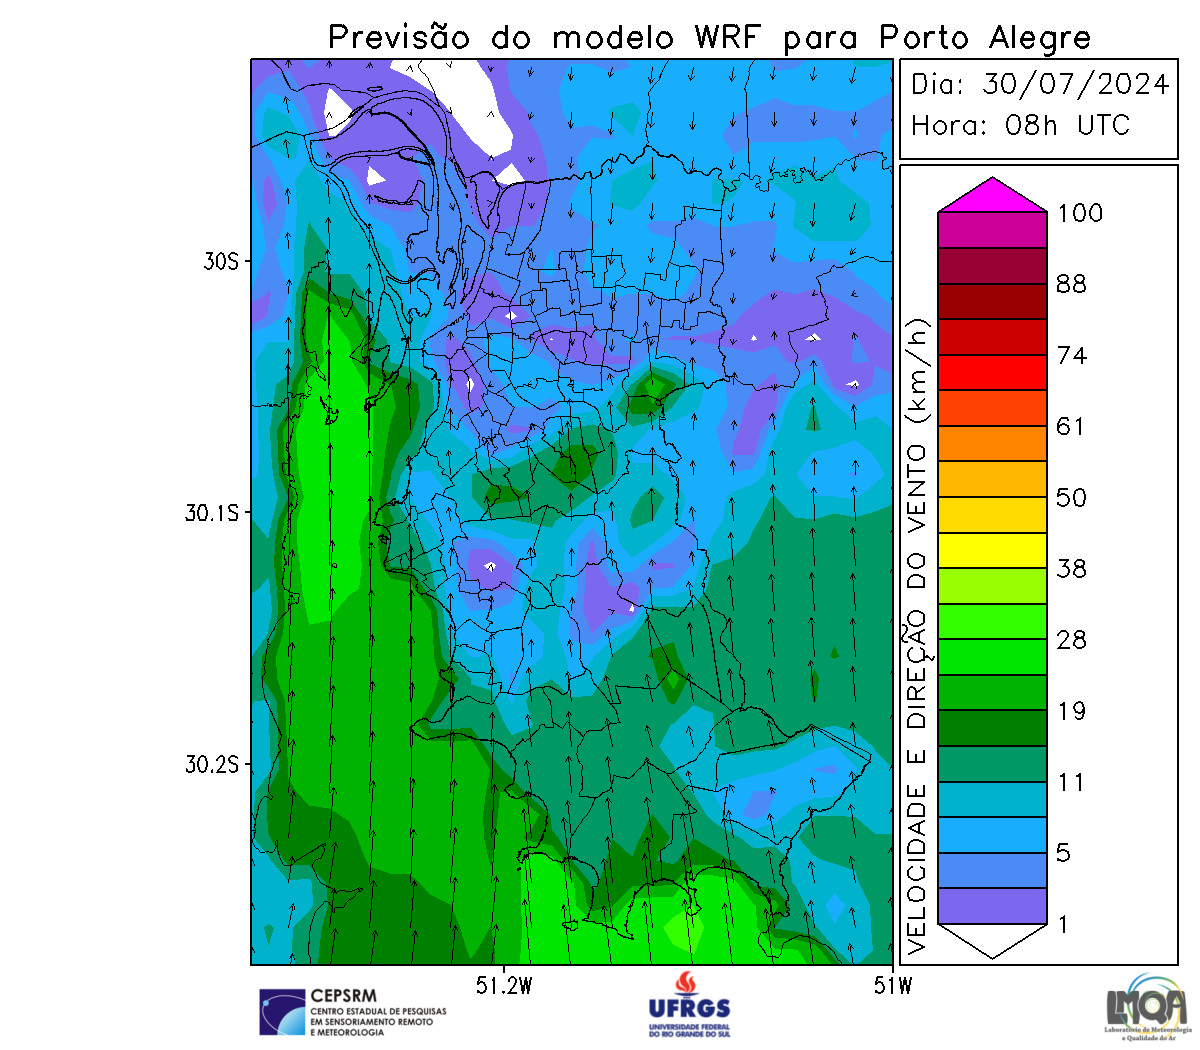 Previsão do modelo WRF para Porto Alegre
Dia: 30/07/2024
Hora: 08h UTC
30S
30.1S
30.2S
51.2W
51W
VELOCIDADE E DIREÇÃO DO VENTO (km/h)
100
88
74
61
50
38
28
19
11
5
1
CEPSRM
CENTRO ESTADUAL DE PESQUISAS
EM SENSORIAMENTO REMOTO
E METEOROLOGIA
UFRGS
UNIVERSIDADE FEDERAL
DO RIO GRANDE DO SUL
LMQA
Laboratório de Meteorologia
e Qualidade do Ar